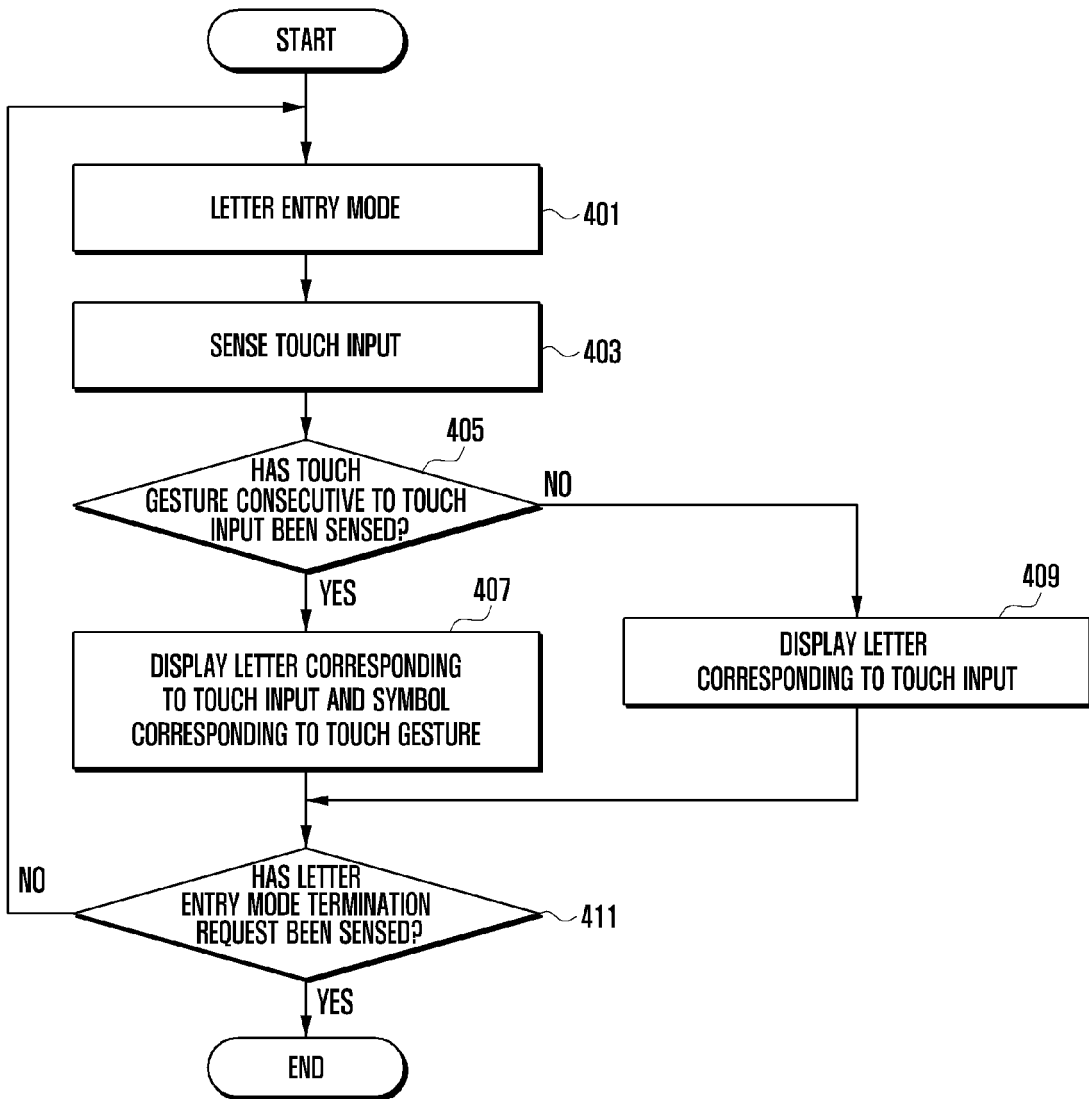 START
LETTER ENTRY MODE
401
SENSE TOUCH INPUT
403
405
HAS TOUCH
GESTURE CONSECUTIVE TO TOUCH
INPUT BEEN SENSED?
NO
YES
407
DISPLAY LETTER CORRESPONDING
TO TOUCH INPUT AND SYMBOL
CORRESPONDING TO TOUCH GESTURE
409
DISPLAY LETTER
CORRESPONDING TO TOUCH INPUT
NO
HAS LETTER
ENTRY MODE TERMINATION
REQUEST BEEN SENSED?
411
YES
END